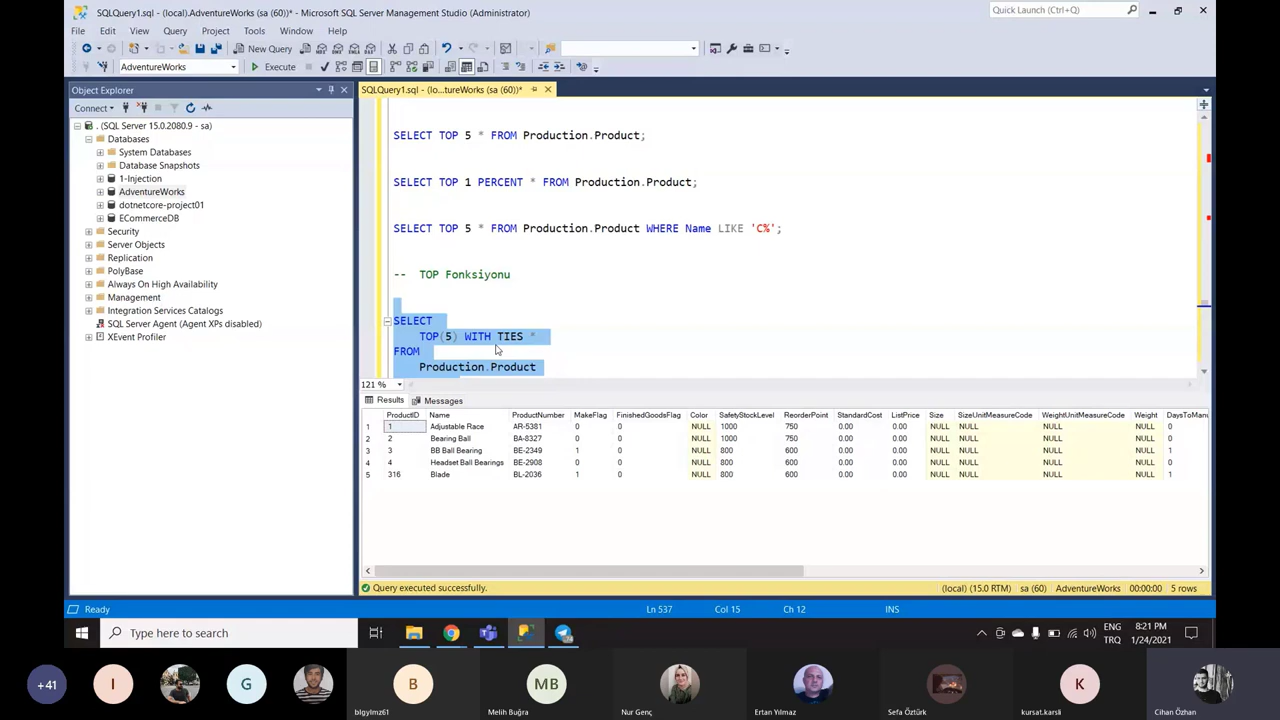 SQLQuery1.sql - (local).AdventureWorks (sa (60))* - Microsoft SQL Server Management Studio (Administrator)
Quick Launch (Ctrl+Q)
File Edit View Query Project Tools Window Help
New Query
AdventureWorks Execute
Object Explorer
SQLQuery1.sql - (lo...tureWorks (sa (60))*
Connect
. (SQL Server 15.0.2080.9 - sa)
Databases
System Databases
Database Snapshots
1-Injection
AdventureWorks
dotnetcore-project01
ECommerceDB
Security
Server Objects
Replication
PolyBase
Always On High Availability
Management
Integration Services Catalogs
SQL Server Agent (Agent XPs disabled)
XEvent Profiler
SELECT TOP 5 * FROM Production.Product;
SELECT TOP 1 PERCENT * FROM Production.Product;
SELECT TOP 5 * FROM Production.Product WHERE Name LIKE 'C%';
-- TOP Fonksiyonu
SELECT
TOP(5) WITH TIES *
FROM
Production.Product
121 %
Results Messages
ProductID Name ProductNumber MakeFlag FinishedGoodsFlag Color SafetyStockLevel ReorderPoint StandardCost ListPrice Size SizeUnitMeasureCode WeightUnitMeasureCode Weight DaysToManu
1 1 Adjustable Race AR-5381 0 0 NULL 1000 750 0.00 0.00 NULL NULL NULL NULL 0
2 2 Bearing Ball BA-8327 0 0 NULL 1000 750 0.00 0.00 NULL NULL NULL NULL 0
3 3 BB Ball Bearing BE-2349 1 0 NULL 800 600 0.00 0.00 NULL NULL NULL NULL 1
4 4 Headset Ball Bearings BE-2908 0 0 NULL 800 600 0.00 0.00 NULL NULL NULL NULL 0
5 316 Blade BL-2036 1 0 NULL 800 600 0.00 0.00 NULL NULL NULL NULL 1
Query executed successfully.
(local) (15.0 RTM) sa (60) AdventureWorks 00:00:00 5 rows
Ready Ln 537 Col 15 Ch 12 INS
Type here to search
ENG
TRQ
8:21 PM
1/24/2021
+41 I G B MB K
blgylmz61 Melih Buğra Nur Genç Ertan Yılmaz Sefa Öztürk kursat.karsli Cihan Özhan